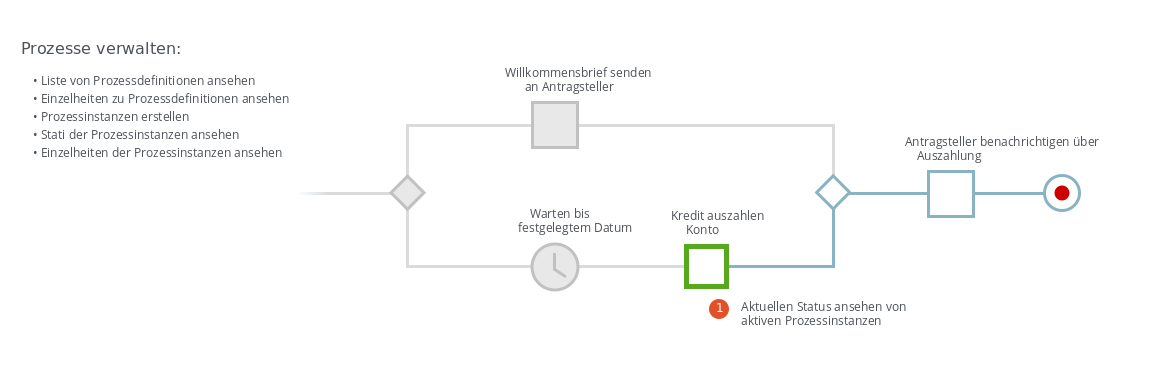 Prozesse verwalten:
• Liste von Prozessdefinitionen ansehen
• Einzelheiten zu Prozessdefinitionen ansehen
• Prozessinstanzen erstellen
• Stati der Prozessinstanzen ansehen
• Einzelheiten der Prozessinstanzen ansehen
Willkommensbrief senden
an Antragsteller
Warten bis
festgelegtem Datum
Kredit auszahlen
Konto
1
Aktuellen Status ansehen von
aktiven Prozessinstanzen
Antragsteller benachrichtigen über
Auszahlung